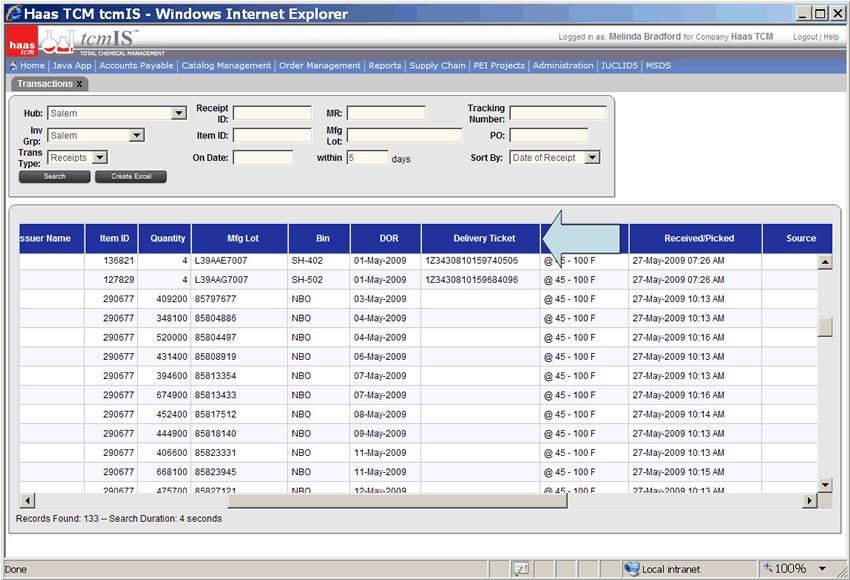 Haas TCM tcmIS - Windows Internet Explorer
haas tcm tcmIS™ TOTAL CHEMICAL MANAGEMENT
Logged in as: Melinda Bradford for Company Haas TCM Logout | Help
Home | Java App | Accounts Payable | Catalog Management | Order Management | Reports | Supply Chain | PEI Projects | Administration | IUCLID5 | MSDS
Transactions x
Hub: Salem Receipt ID: MR: Tracking Number:
Inv Grp: Salem Item ID: Mfg Lot: PO:
Trans Type: Receipts On Date: within 5 days Sort By: Date of Receipt
Search Create Excel
ssuer Name Item ID Quantity Mfg Lot Bin DOR Delivery Ticket Received/Picked Source
136821 4 L39AAE7007 SH-402 01-May-2009 1Z3430810159740506 @ 45 - 100 F 27-May-2009 07:26 AM
127829 4 L39AAG7007 SH-502 01-May-2009 1Z3430810159684096 @ 45 - 100 F 27-May-2009 07:26 AM
290677 409200 85797677 NBO 03-May-2009 @ 45 - 100 F 27-May-2009 10:13 AM
290677 348100 85804886 NBO 04-May-2009 @ 45 - 100 F 27-May-2009 10:13 AM
290677 520000 85804497 NBO 04-May-2009 @ 45 - 100 F 27-May-2009 10:16 AM
290677 431400 85808919 NBO 06-May-2009 @ 45 - 100 F 27-May-2009 10:13 AM
290677 394600 85813354 NBO 07-May-2009 @ 45 - 100 F 27-May-2009 10:13 AM
290677 674900 85813433 NBO 07-May-2009 @ 45 - 100 F 27-May-2009 10:16 AM
290677 452400 85817512 NBO 08-May-2009 @ 45 - 100 F 27-May-2009 10:14 AM
290677 444900 85818140 NBO 09-May-2009 @ 45 - 100 F 27-May-2009 10:13 AM
290677 406600 85823331 NBO 11-May-2009 @ 45 - 100 F 27-May-2009 10:13 AM
290677 668100 85823945 NBO 11-May-2009 @ 45 - 100 F 27-May-2009 10:15 AM
290677 475700 85827121 NBO 12-May-2009 @ 45 - 100 F 27-May-2009 10:13 AM
Records Found: 133 -- Search Duration: 4 seconds
Done Local intranet 100%